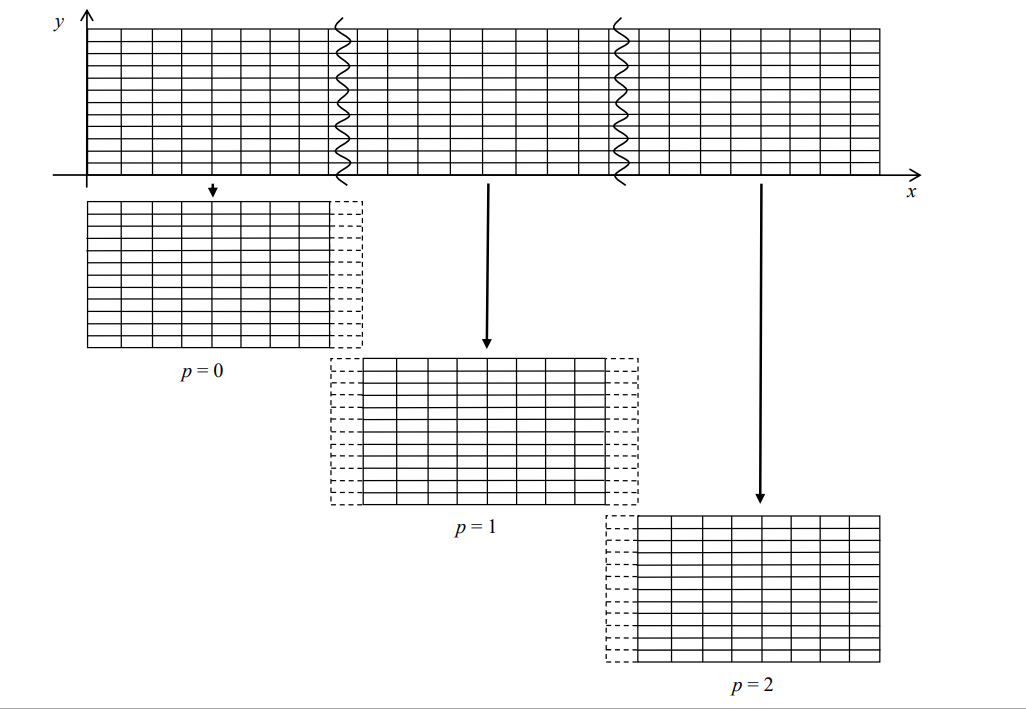 y
x
p = 0
p = 1
p = 2